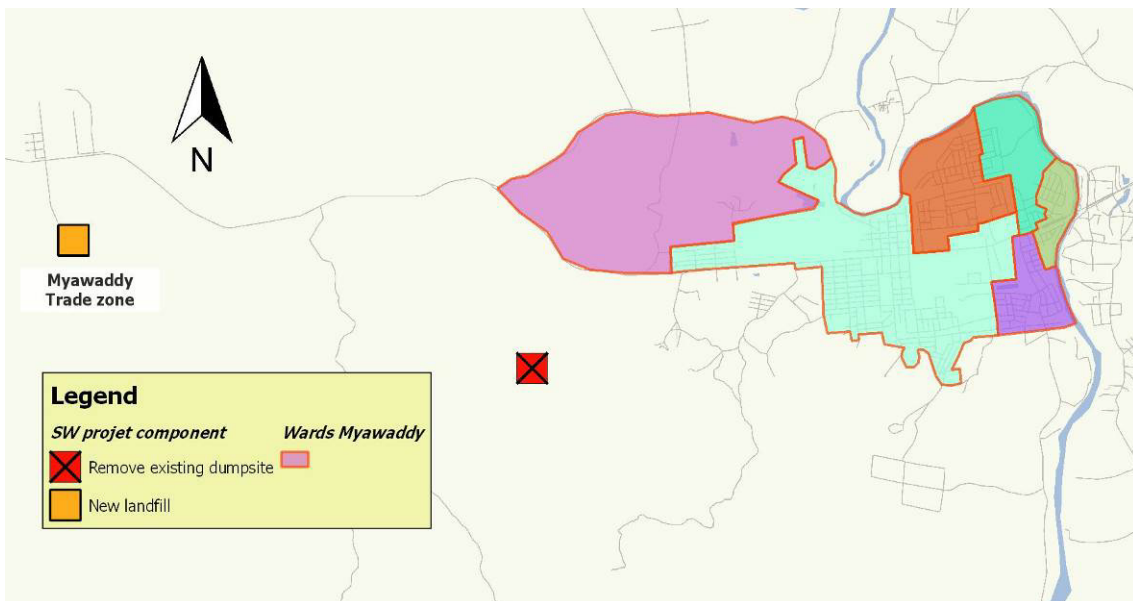 N
Myawaddy
Trade zone
Legend
SW projet component
Wards Myawaddy
Remove existing dumpsite
New landfill